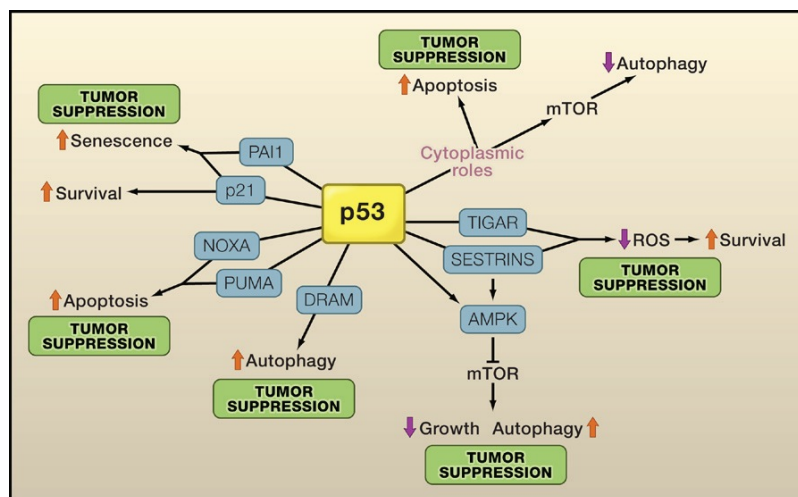 TUMOR
SUPPRESSION
Apoptosis
Autophagy
mTOR
Cytoplasmic
roles
TUMOR
SUPPRESSION
Senescence
PAI1
Survival
p21
p53
NOXA
PUMA
Apoptosis
TUMOR
SUPPRESSION
DRAM
Autophagy
TUMOR
SUPPRESSION
TIGAR
SESTRINS
ROS
Survival
TUMOR
SUPPRESSION
AMPK
mTOR
Growth Autophagy
TUMOR
SUPPRESSION